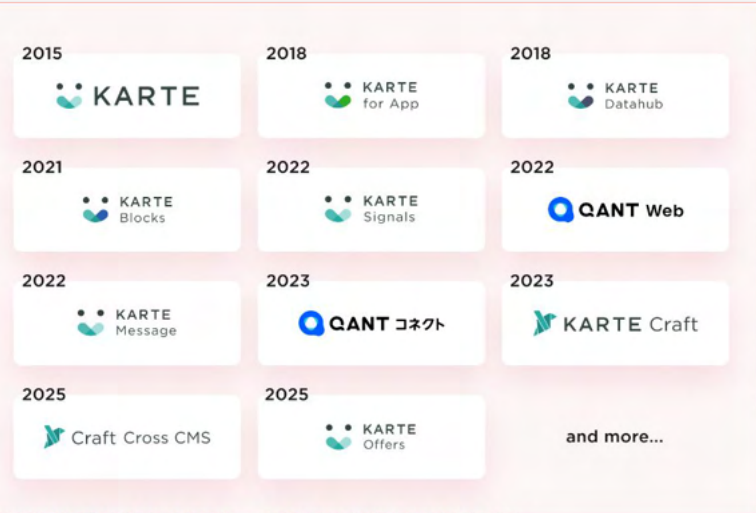 2015
KARTE
2018
KARTE
for App
2018
KARTE
Datahub
2021
KARTE
Blocks
2022
KARTE
Signals
2022
QANT Web
2022
KARTE
Message
2023
QANT コネクト
2023
KARTE Craft
2025
Craft Cross CMS
2025
KARTE
Offers
and more...